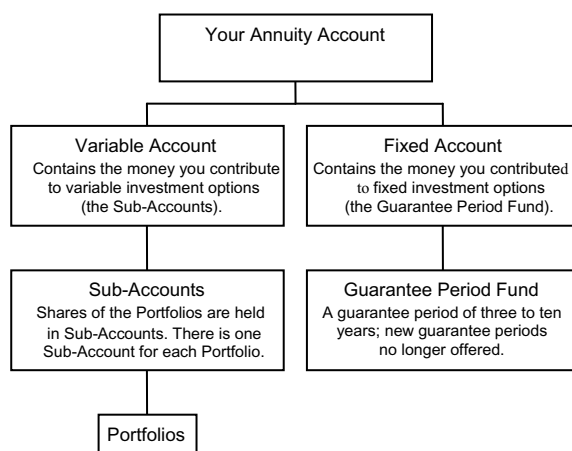 Your Annuity Account
Variable Account
Contains the money you contribute
to variable investment options
(the Sub-Accounts).
Fixed Account
Contains the money you contributed
to fixed investment options
(the Guarantee Period Fund).
Sub-Accounts
Shares of the Portfolios are held
in Sub-Accounts. There is one
Sub-Account for each Portfolio.
Guarantee Period Fund
A guarantee period of three to ten
years; new guarantee periods
no longer offered.
Portfolios